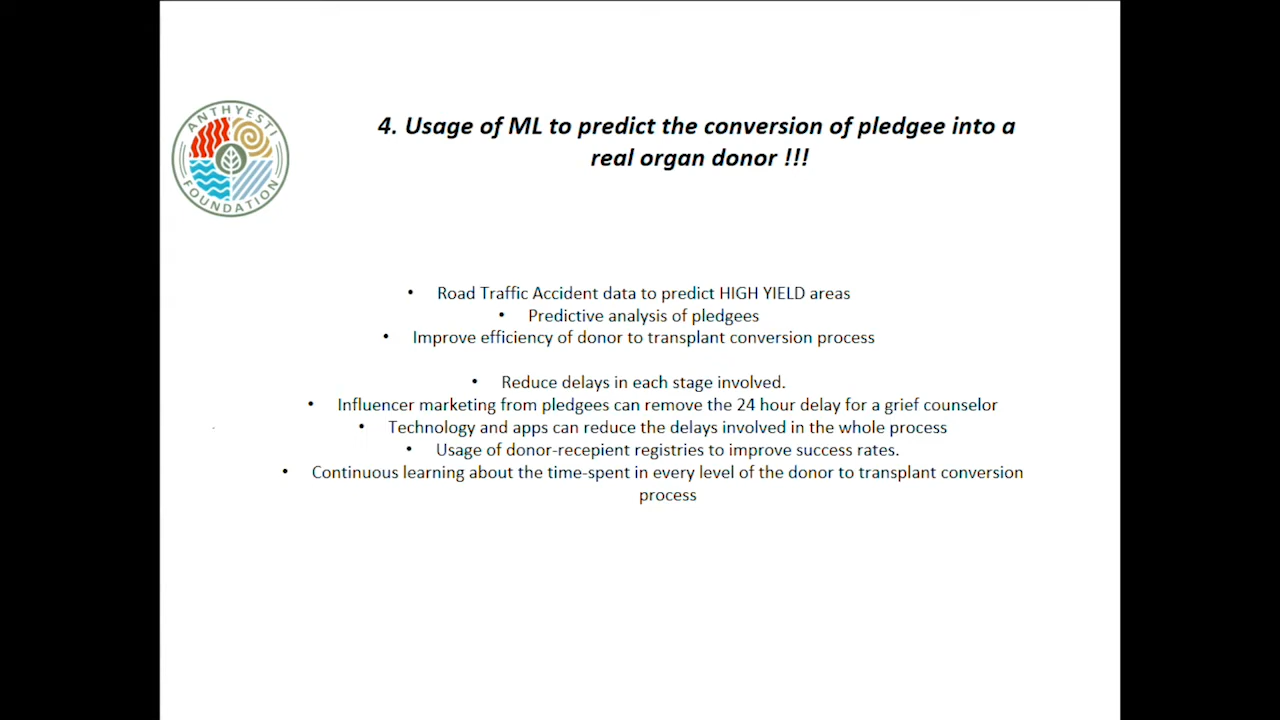 ANTHYESTI
FOUNDATION
4. Usage of ML to predict the conversion of pledgee into a
real organ donor !!!
• Road Traffic Accident data to predict HIGH YIELD areas
• Predictive analysis of pledgees
• Improve efficiency of donor to transplant conversion process
• Reduce delays in each stage involved.
• Influencer marketing from pledgees can remove the 24 hour delay for a grief counselor
• Technology and apps can reduce the delays involved in the whole process
• Usage of donor-recepient registries to improve success rates.
• Continuous learning about the time-spent in every level of the donor to transplant conversion
process